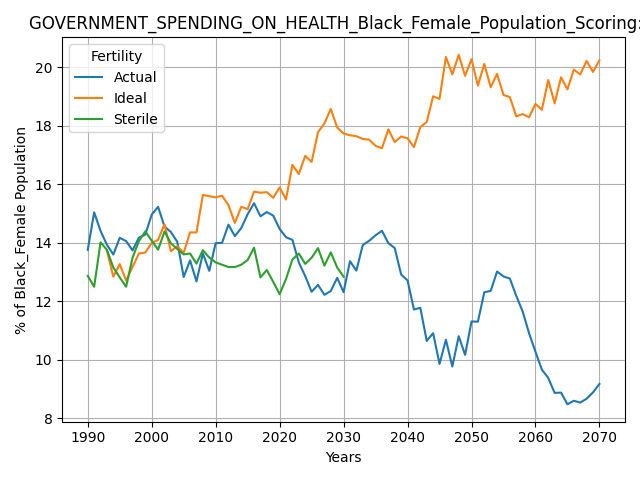 GOVERNMENT_SPENDING_ON_HEALTH_Black_Female_Population_Scoring:
Fertility
Actual
Ideal
Sterile
% of Black_Female Population
20
18
16
14
12
10
8
1990 2000 2010 2020 2030 2040 2050 2060 2070
Years